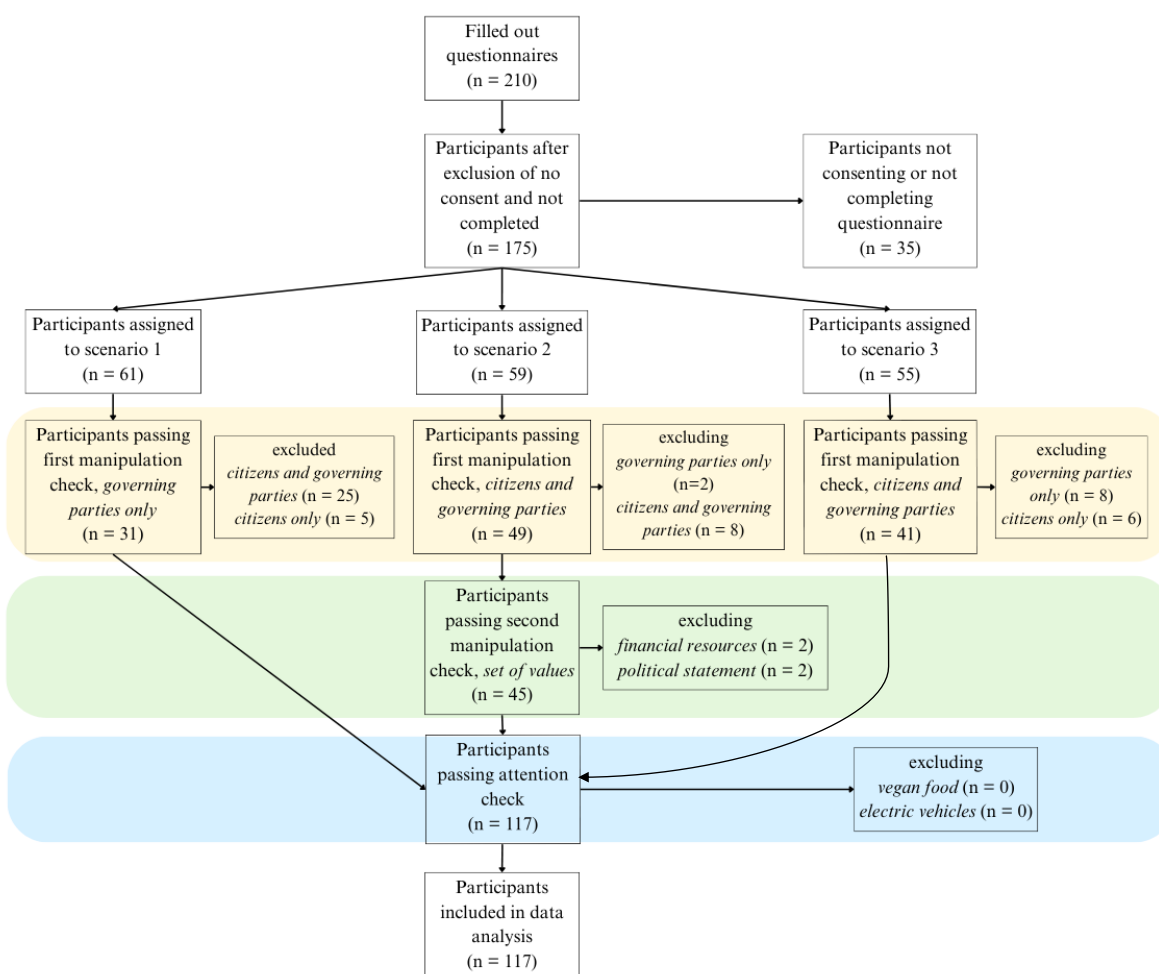 Filled out
questionnaires
(n = 210)
Participants after
exclusion of no
consent and not
completed
(n = 175)
Participants not
consenting or not
completing
questionnaire
(n = 35)
Participants assigned
to scenario 1
(n = 61)
Participants assigned
to scenario 2
(n = 59)
Participants assigned
to scenario 3
(n = 55)
Participants passing
first manipulation
check, governing
parties only
(n = 31)
excluded
citizens and governing
parties (n = 25)
citizens only (n = 5)
Participants passing
first manipulation
check, citizens and
governing parties
(n = 49)
excluding
governing parties only
(n=2)
citizens and governing
parties (n = 8)
Participants passing
first manipulation
check, citizens and
governing parties
(n = 41)
excluding
governing parties
only (n = 8)
citizens only (n = 6)
Participants
passing second
manipulation
check, set of values
(n = 45)
excluding
financial resources (n = 2)
political statement (n = 2)
Participants
passing attention
check
(n = 117)
excluding
vegan food (n = 0)
electric vehicles (n = 0)
Participants
included in data
analysis
(n = 117)